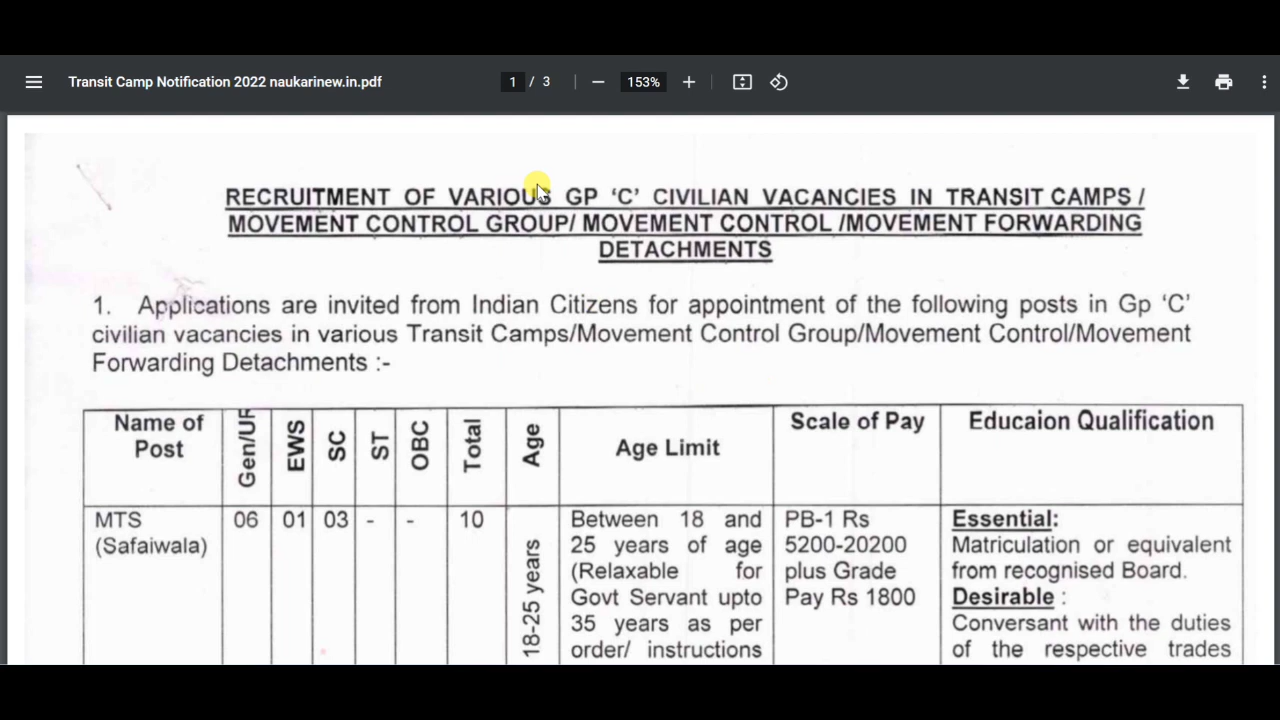 Transit Camp Notification 2022 naukarinew.in.pdf
1 / 3
153%
RECRUITMENT OF VARIOUS GP ‘C’ CIVILIAN VACANCIES IN TRANSIT CAMPS /
MOVEMENT CONTROL GROUP/ MOVEMENT CONTROL /MOVEMENT FORWARDING
DETACHMENTS
1. Applications are invited from Indian Citizens for appointment of the following posts in Gp ‘C’
civilian vacancies in various Transit Camps/Movement Control Group/Movement Control/Movement
Forwarding Detachments :-
Name of
Post
Gen/UR
EWS
SC
ST
OBC
Total
Age
Age Limit
Scale of Pay
Educaion Qualification
MTS
(Safaiwala)
06
01
03
-
-
10
18-25 years
Between 18 and
25 years of age
(Relaxable for
Govt Servant upto
35 years as per
order/ instructions
PB-1 Rs
5200-20200
plus Grade
Pay Rs 1800
Essential:
Matriculation or equivalent
from recognised Board.
Desirable :
Conversant with the duties
of the respective trades